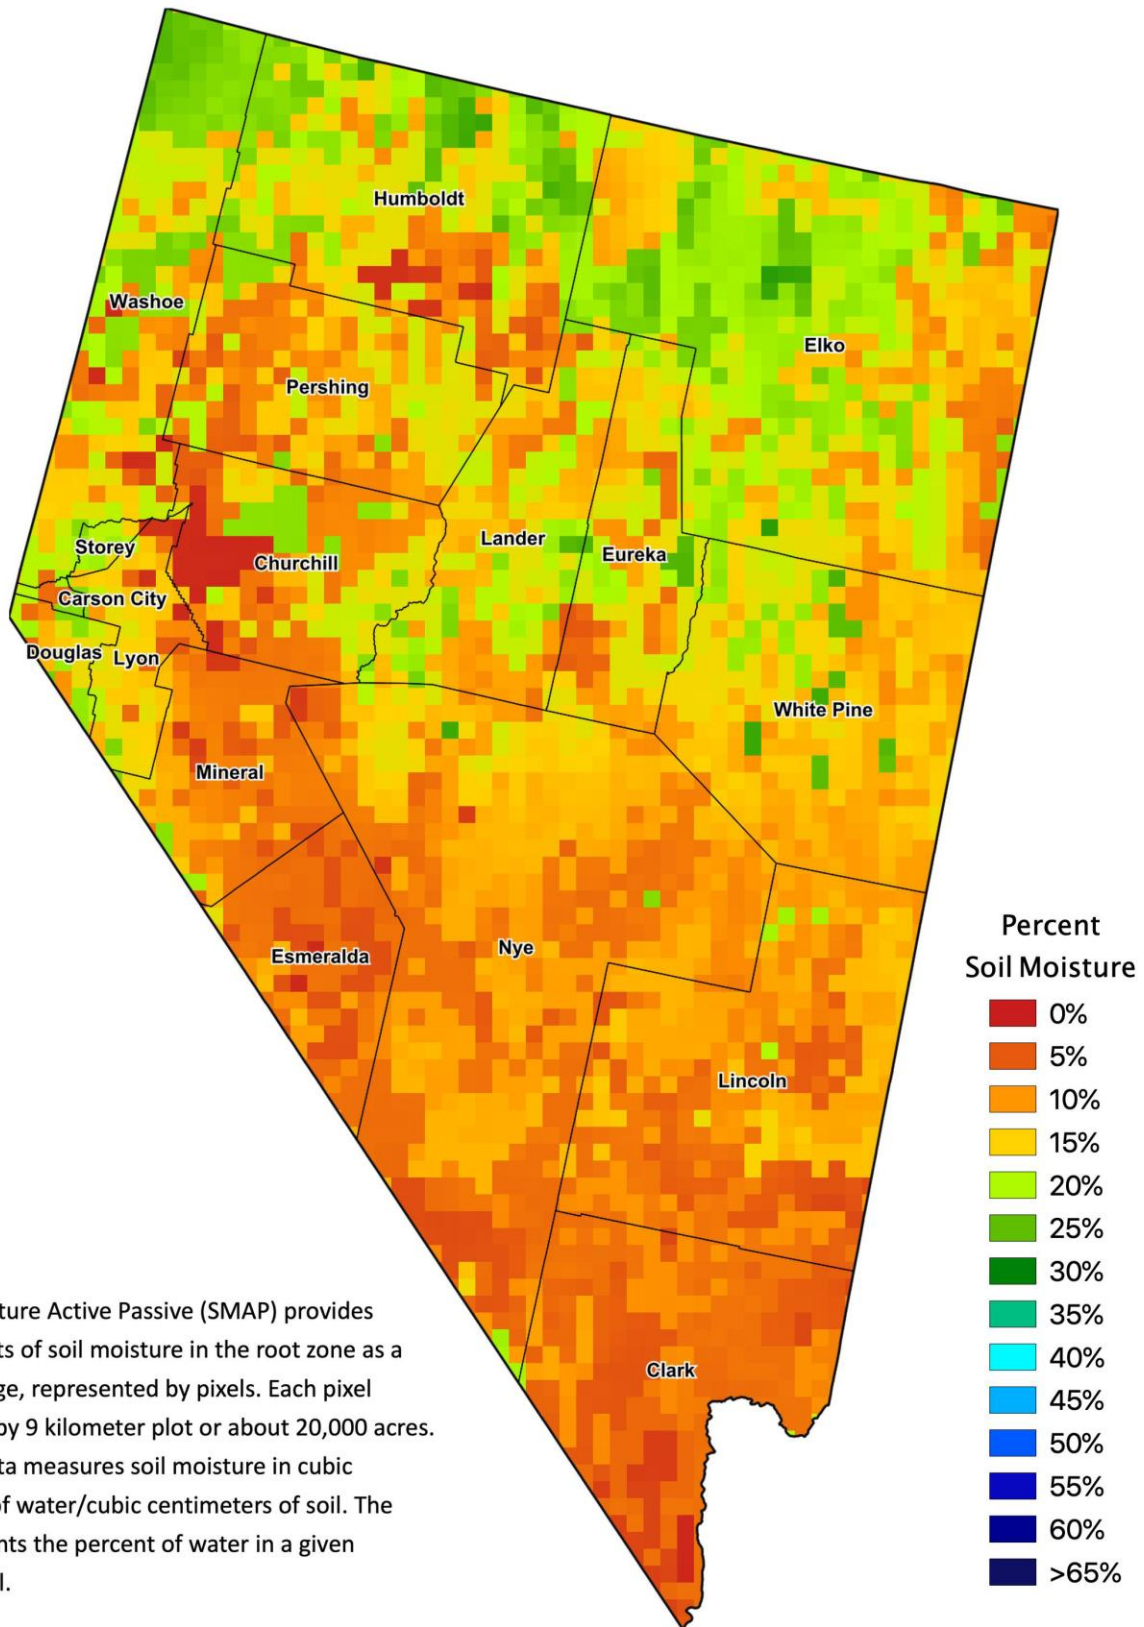 Humboldt
Washoe
Elko
Pershing
Lander
Storey
Eureka
Churchill
Carson City
Douglas
Lyon
White Pine
Mineral
Nye
Esmeralda
Lincoln
Clark
Percent
Soil Moisture
0%
5%
10%
15%
20%
25%
30%
35%
40%
45%
50%
55%
60%
>65%
ture Active Passive (SMAP) provides
ts of soil moisture in the root zone as a
ge, represented by pixels. Each pixel
by 9 kilometer plot or about 20,000 acres.
ta measures soil moisture in cubic
of water/cubic centimeters of soil. The
nts the percent of water in a given
l.